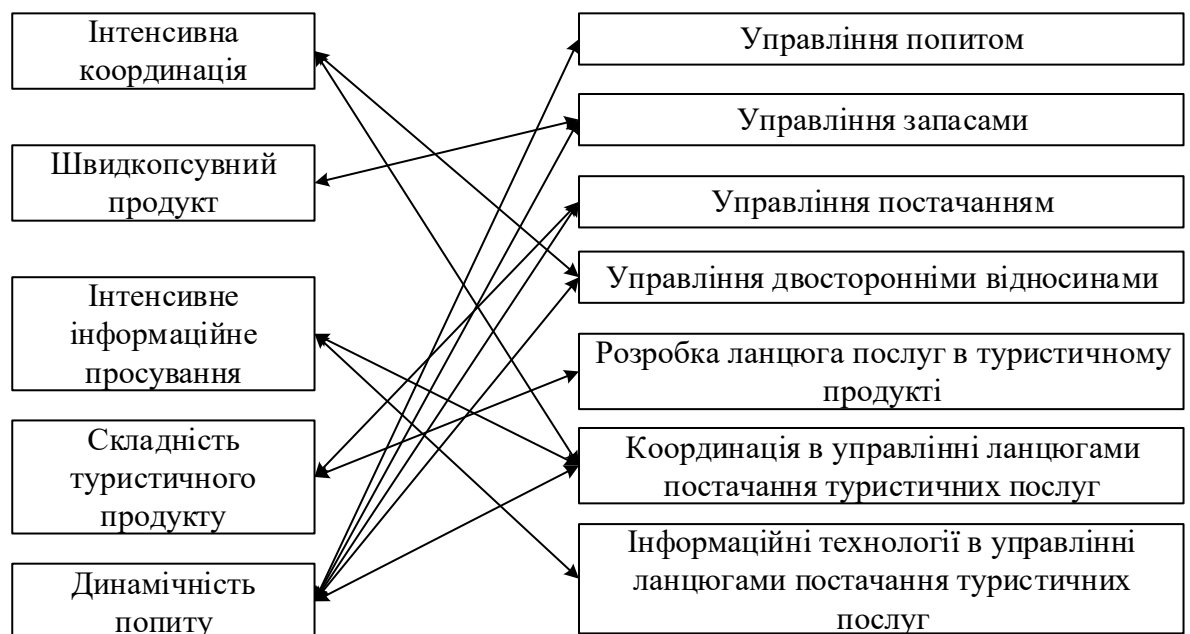 Інтенсивна
координація
Швидкопсувний
продукт
Інтенсивне
інформаційне
просування
Складність
туристичного
продукту
Динамічність
попиту
Управління попитом
Управління запасами
Управління постачанням
Управління двосторонніми відносинами
Розробка ланцюга послуг в туристичному
продукті
Координація в управлінні ланцюгами
постачання туристичних послуг
Інформаційні технології в управлінні
ланцюгами постачання туристичних
послуг